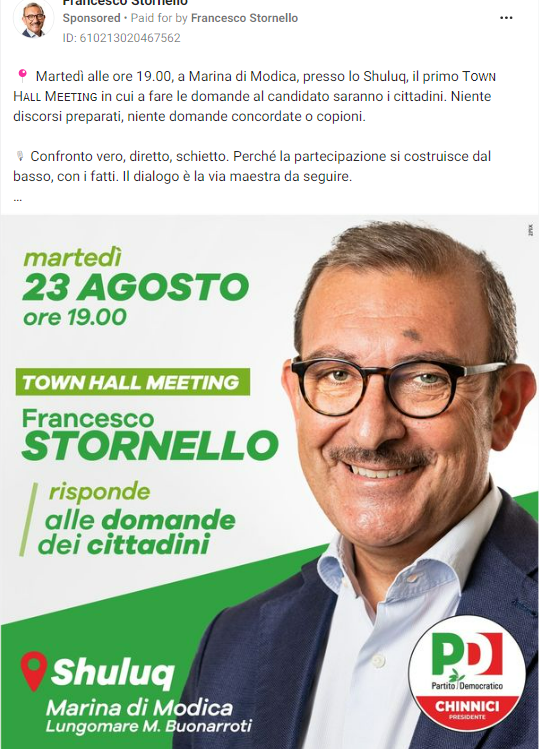 Francesco Stornello
Sponsored • Paid for by Francesco Stornello
ID: 610213020467562
Martedì alle ore 19.00, a Marina di Modica, presso lo Shuluq, il primo Town
Hall Meeting in cui a fare le domande al candidato saranno i cittadini. Niente
discorsi preparati, niente domande concordate o copioni.
Confronto vero, diretto, schietto. Perché la partecipazione si costruisce dal
basso, con i fatti. Il dialogo è la via maestra da seguire.
...
martedì
23 AGOSTO
ore 19.00
TOWN HALL MEETING
Francesco
STORNELLO
risponde
alle domande
dei cittadini
Shuluq
Marina di Modica
Lungomare M. Buonarroti
PD
Partito Democratico
CHINNICI
PRESIDENTE